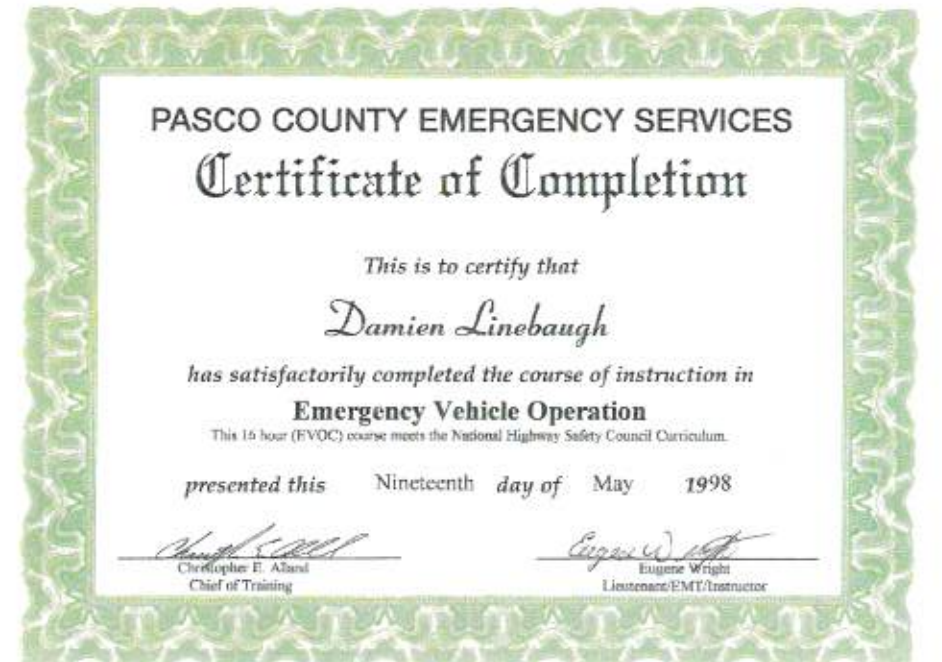 PASCO COUNTY EMERGENCY SERVICES
Certificate of Completion
This is to certify that
Damien Linebaugh
has satisfactorily completed the course of instruction in
Emergency Vehicle Operation
This 16 hour (EVOC) course meets the National Highway Safety Council Curriculum.
presented this Nineteenth day of May 1998
Christopher E. Alland Eugene Wright
Chief of Training Lieutenant/EMT/Instructor